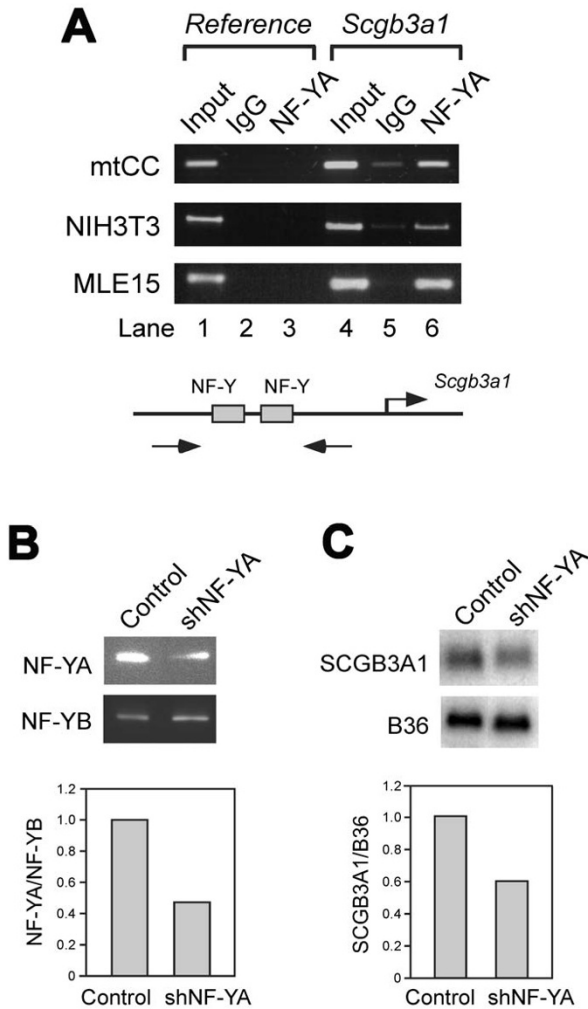 A
Reference Scgb3a1
Input IgG NF-YA Input IgG NF-YA
mtCC
NIH3T3
MLE15
Lane 1 2 3 4 5 6
NF-Y NF-Y Scgb3a1
B
Control shNF-YA
NF-YA
NF-YB
1.2
1.0
0.8
0.6
0.4
0.2
0
NF-YA/NF-YB
Control shNF-YA
C
Control shNF-YA
SCGB3A1
B36
1.2
1.0
0.8
0.6
0.4
0.2
0
SCGB3A1/B36
Control shNF-YA